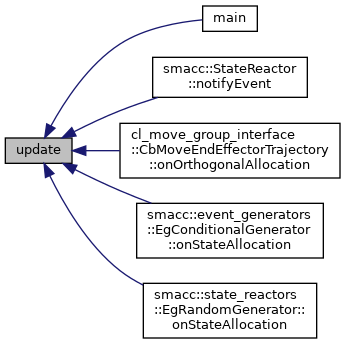 main
smacc::StateReactor
::notifyEvent
update
cl_move_group_interface
::CbMoveEndEffectorTrajectory
::onOrthogonalAllocation
smacc::event_generators
::EgConditionalGenerator
::onStateAllocation
smacc::state_reactors
::EgRandomGenerator::
onStateAllocation